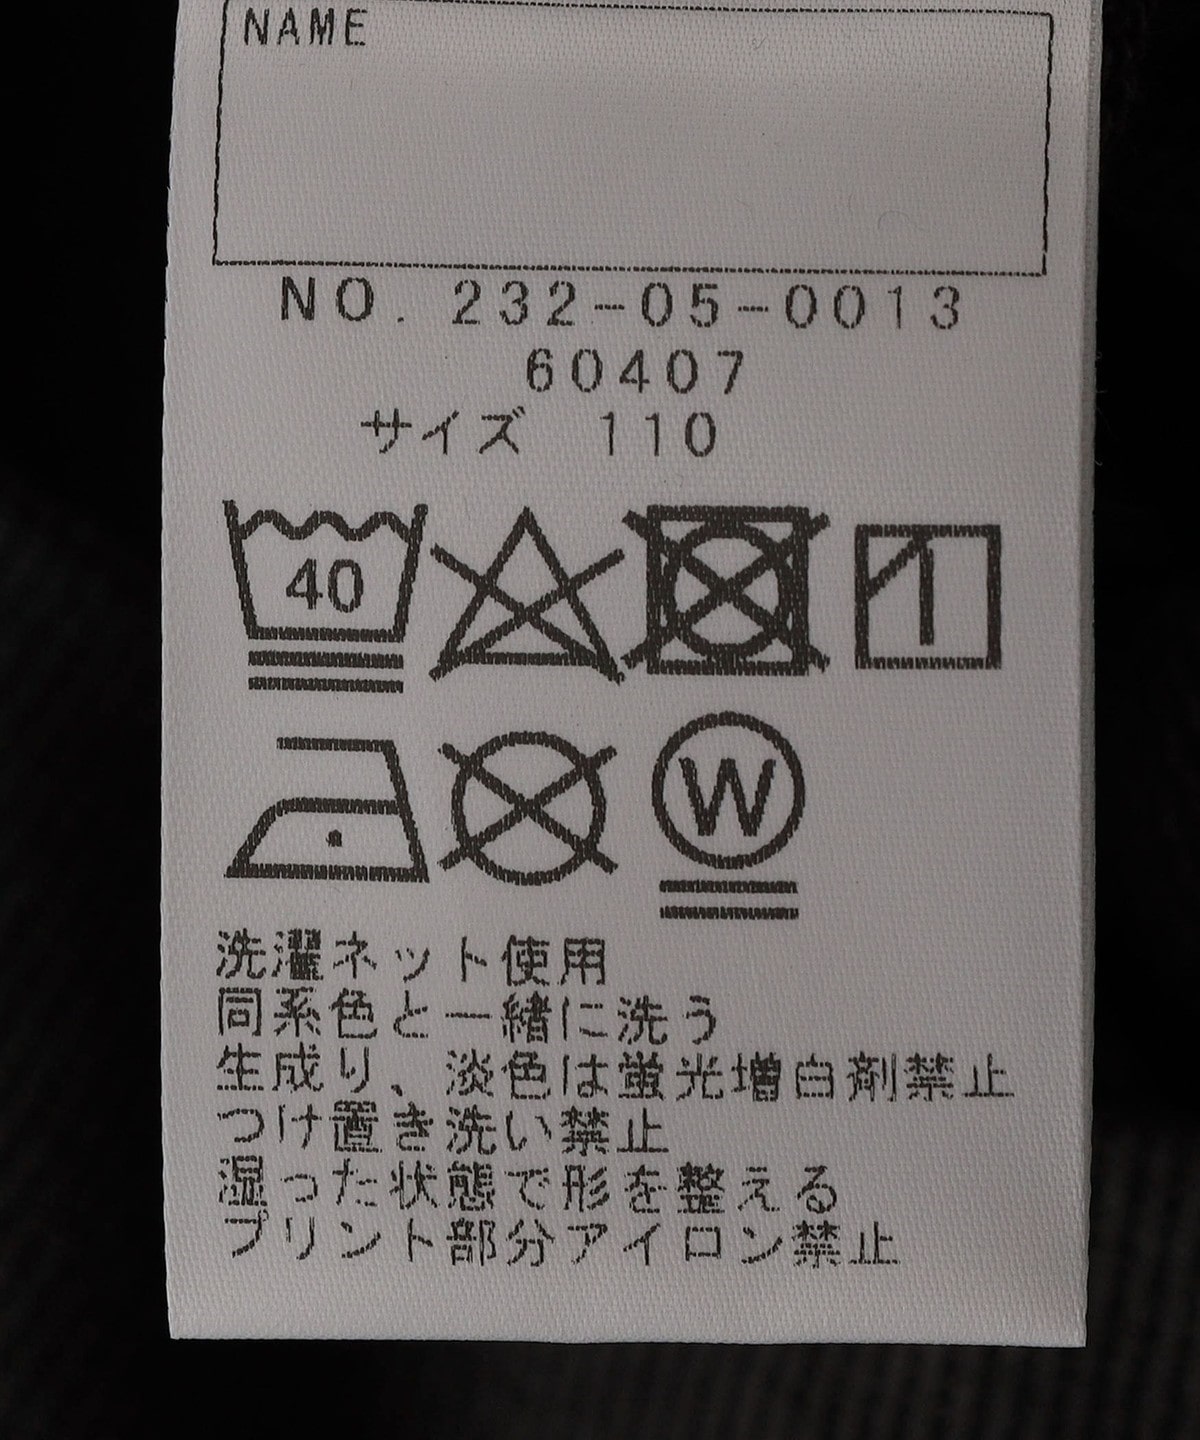 NAME
NO. 232-05-0013
60407
サイズ 110
40
W
洗濯ネット使用
同系色と一緒に洗う
生成り、淡色は蛍光増白剤禁止
つけ置き洗い禁止
湿った状態で形を整える
プリント部分アイロン禁止